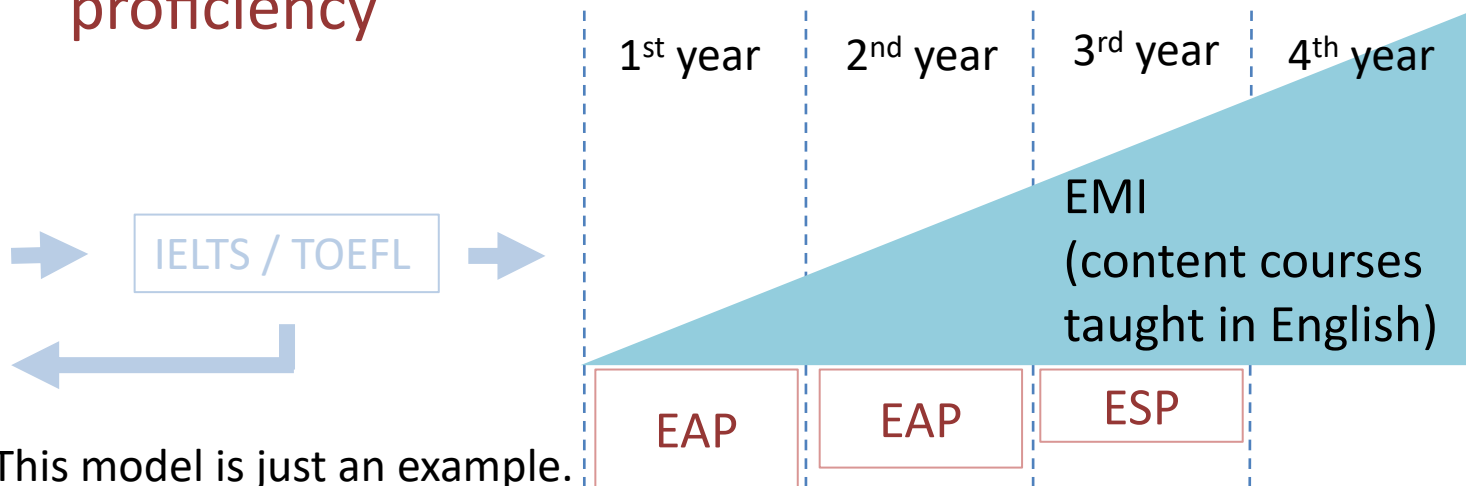 proficiency
1st year
2nd year
3rd year
4th year
IELTS / TOEFL
EMI
(content courses
taught in English)
EAP
EAP
ESP
This model is just an example.